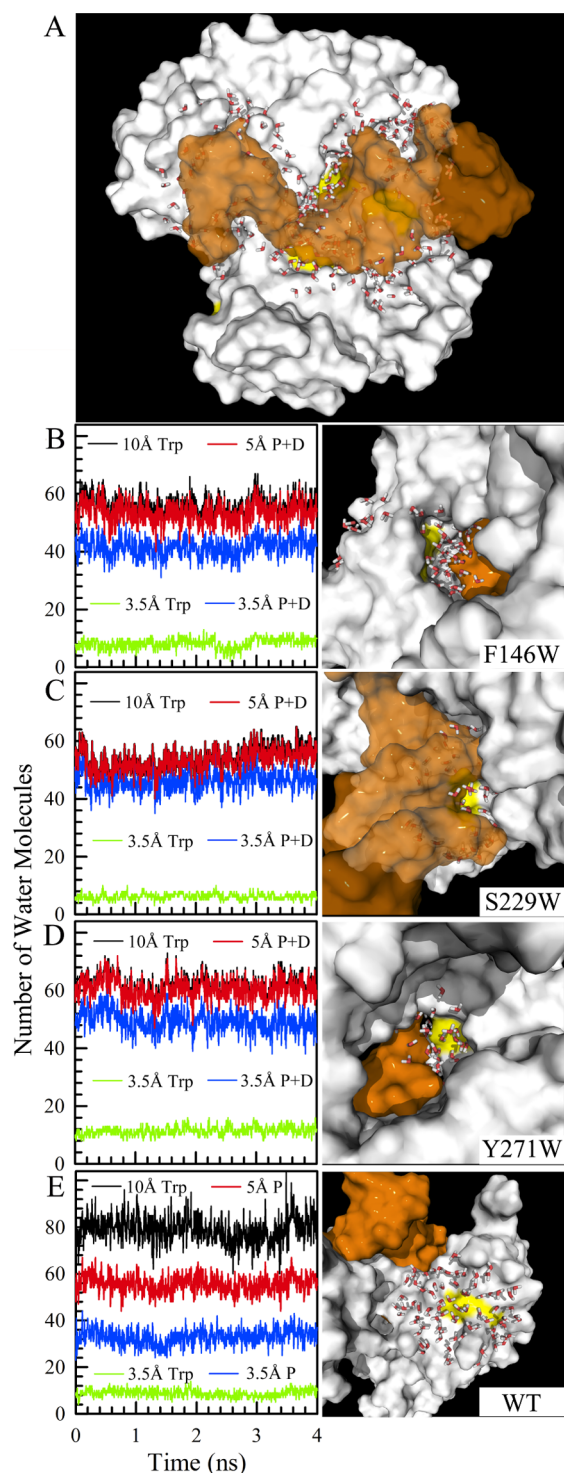 A
B
10Å Trp 5Å P+D
60
40
3.5Å Trp 3.5Å P+D
20
0
F146W
C
10Å Trp 5Å P+D
60
40
3.5Å Trp 3.5Å P+D
20
0
S229W
Number of Water Molecules
D
10Å Trp 5Å P+D
60
40
3.5Å Trp 3.5Å P+D
20
0
Y271W
E
10Å Trp 5Å P
80
60
40
20
3.5Å Trp 3.5Å P
0
WT
0 1 2 3 4
Time (ns)